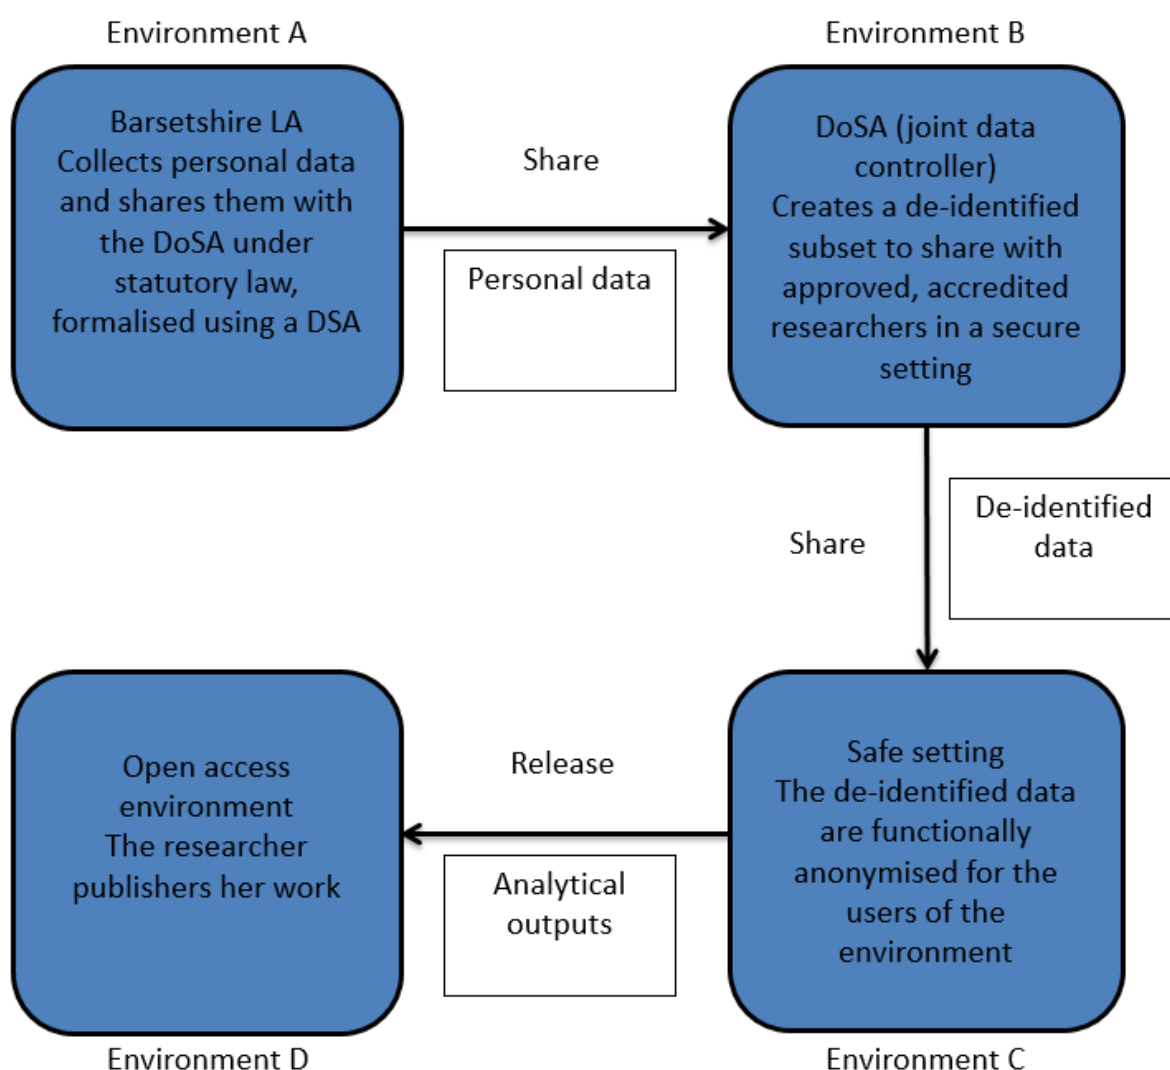 Environment A
Barsetshire LA
Collects personal data
and shares them with
the DoSA under
statutory law,
formalised using a DSA
Share
Personal data
Environment B
DoSA (joint data
controller)
Creates a de-identified
subset to share with
approved, accredited
researchers in a secure
setting
Share
De-identified
data
Safe setting
The de-identified data
are functionally
anonymised for the
users of the
environment
Environment C
Release
Analytical
outputs
Open access
environment
The researcher
publishers her work
Environment D